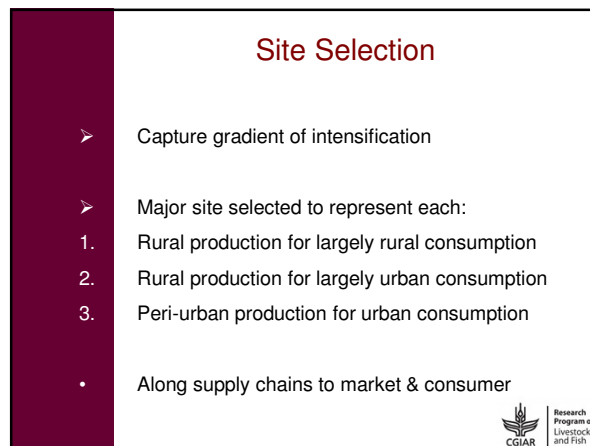 Site Selection
➢ Capture gradient of intensification
➢ Major site selected to represent each:
1. Rural production for largely rural consumption
2. Rural production for largely urban consumption
3. Peri-urban production for urban consumption
• Along supply chains to market & consumer
CGIAR
Research
Program o
Livestock
and Fish